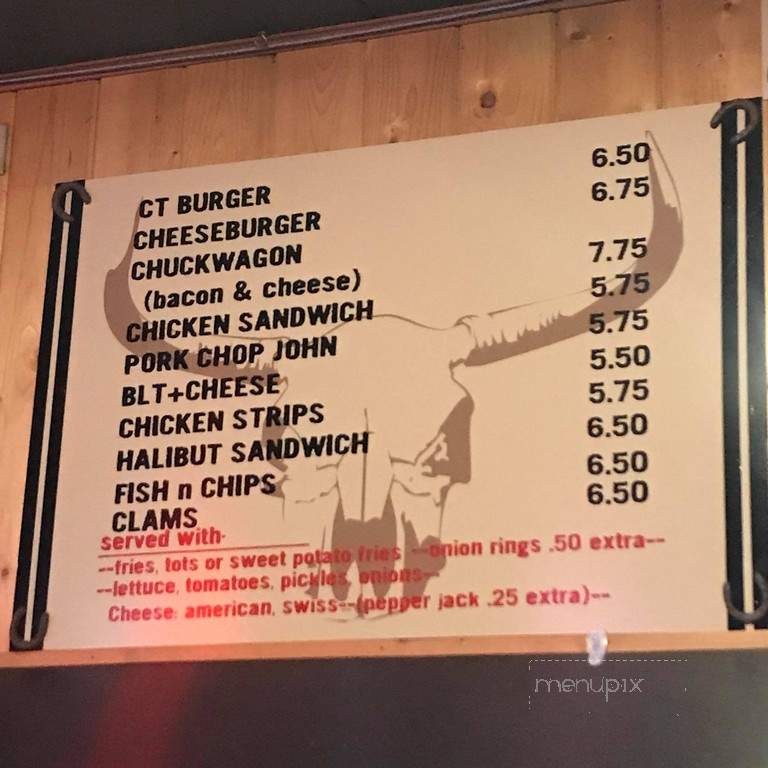 CT BURGER 6.50
CHEESEBURGER 6.75
CHUCKWAGON
(bacon & cheese) 7.75
CHICKEN SANDWICH 5.75
PORK CHOP JOHN 5.75
BLT+CHEESE 5.50
CHICKEN STRIPS 5.75
HALIBUT SANDWICH 6.50
FISH n CHIPS 6.50
CLAMS 6.50
served with-
--fries, tots or sweet potato fries --onion rings .50 extra--
--lettuce, tomatoes, pickles, onions--
Cheese: american, swiss--(pepper jack .25 extra)--
menupix